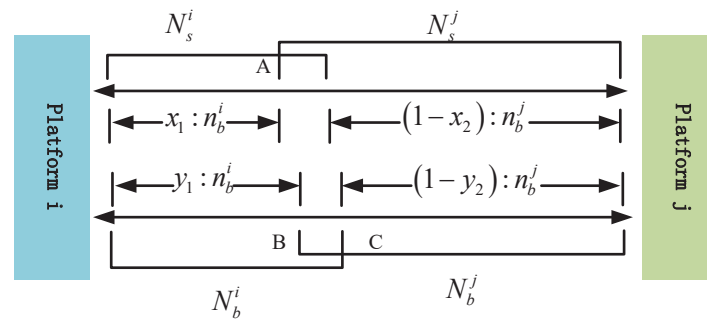 N_s^i
N_s^j
A
Platform i
x_1 : n_b^i
(1 − x_2) : n_b^j
y_1 : n_b^i
(1 − y_2) : n_b^j
Platform j
B
C
N_b^i
N_b^j